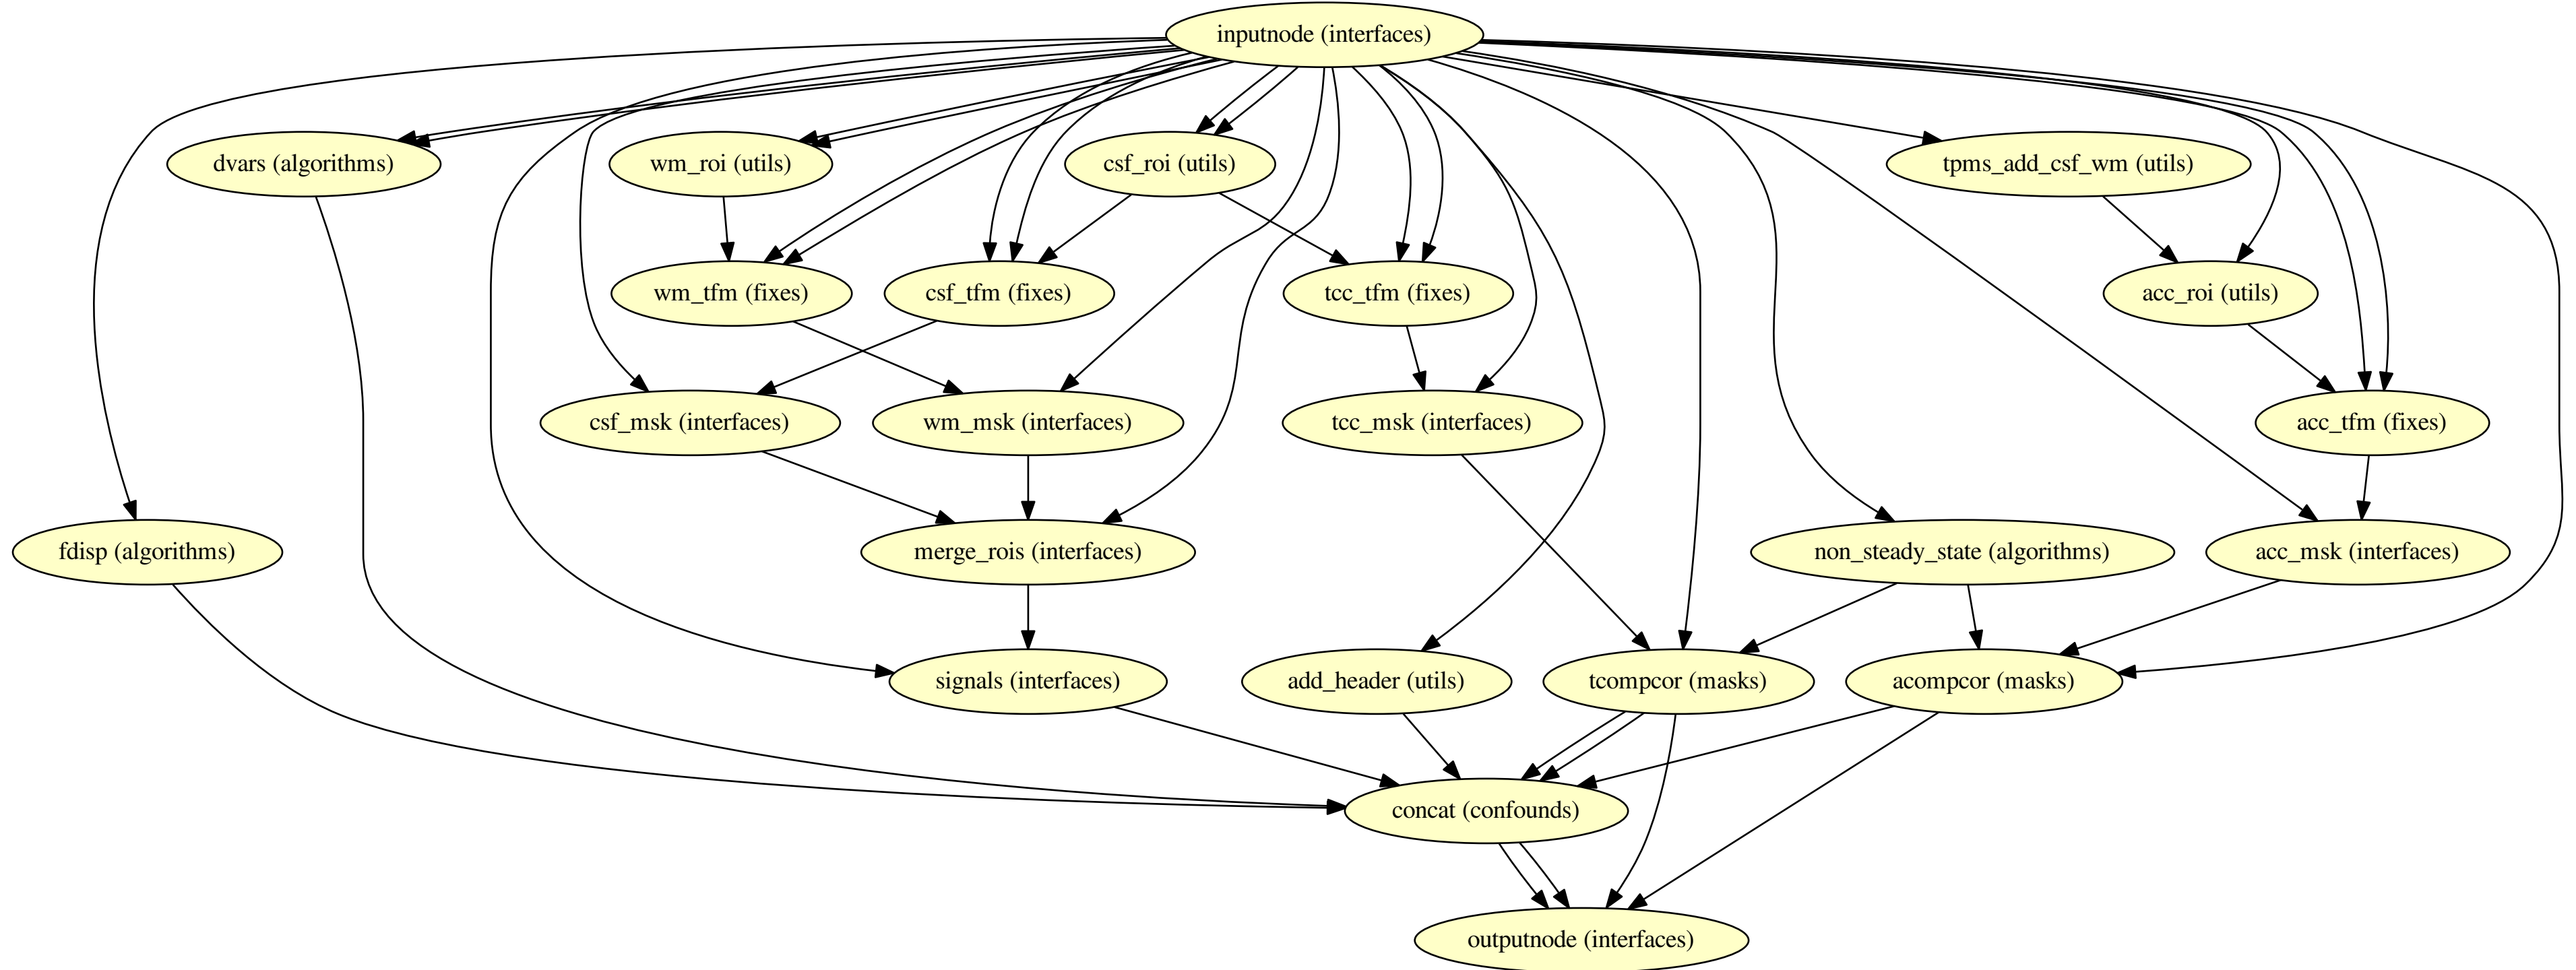 inputnode (interfaces)
dvars (algorithms)
wm_roi (utils)
csf_roi (utils)
tpms_add_csf_wm (utils)
wm_tfm (fixes)
csf_tfm (fixes)
tcc_tfm (fixes)
acc_roi (utils)
csf_msk (interfaces)
wm_msk (interfaces)
tcc_msk (interfaces)
acc_tfm (fixes)
fdisp (algorithms)
merge_rois (interfaces)
non_steady_state (algorithms)
acc_msk (interfaces)
signals (interfaces)
add_header (utils)
tcompcor (masks)
acompcor (masks)
concat (confounds)
outputnode (interfaces)